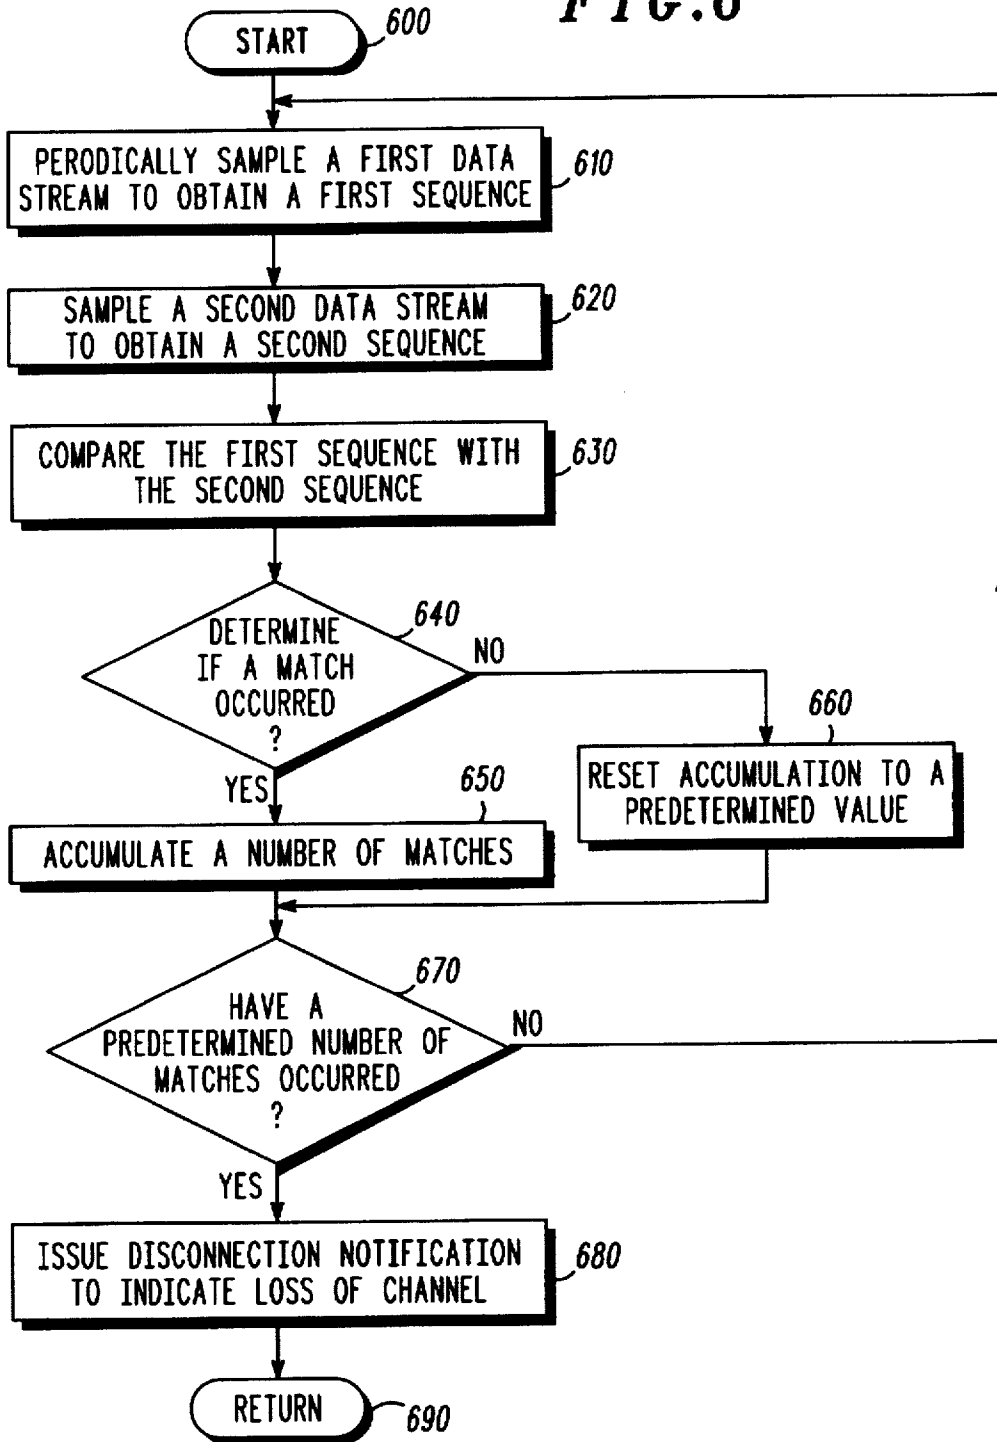 FIG.6
START
600
PERODICALLY SAMPLE A FIRST DATA
STREAM TO OBTAIN A FIRST SEQUENCE
610
SAMPLE A SECOND DATA STREAM
TO OBTAIN A SECOND SEQUENCE
620
COMPARE THE FIRST SEQUENCE WITH
THE SECOND SEQUENCE
630
DETERMINE
IF A MATCH
OCCURRED
?
640
NO
YES
660
RESET ACCUMULATION TO A
PREDETERMINED VALUE
650
ACCUMULATE A NUMBER OF MATCHES
670
HAVE A
PREDETERMINED NUMBER OF
MATCHES OCCURRED
?
NO
YES
ISSUE DISCONNECTION NOTIFICATION
TO INDICATE LOSS OF CHANNEL
680
RETURN
690